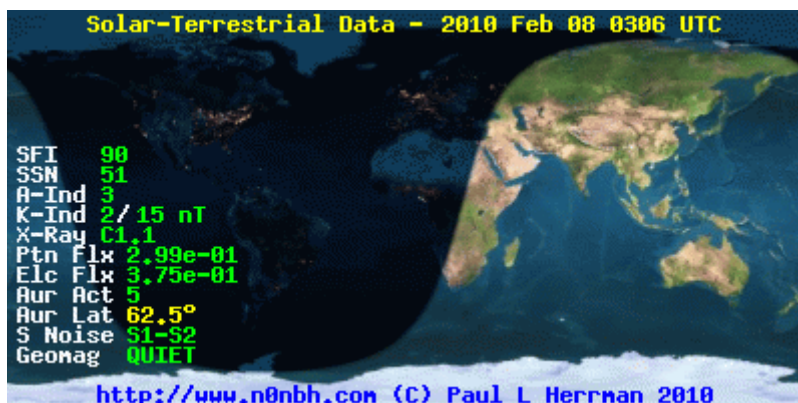 Solar-Terrestrial Data - 2010 Feb 08 0306 UTC
SFI 90
SSN 51
A-Ind 3
K-Ind 2/15 nT
X-Ray C1.1
Ptn Flx 2.99e-01
Elc Flx 3.75e-01
Aur Act 5
Aur Lat 62.5°
S Noise S1-S2
Geomag QUIET
http://www.n0nbh.com (C) Paul L Herrman 2010